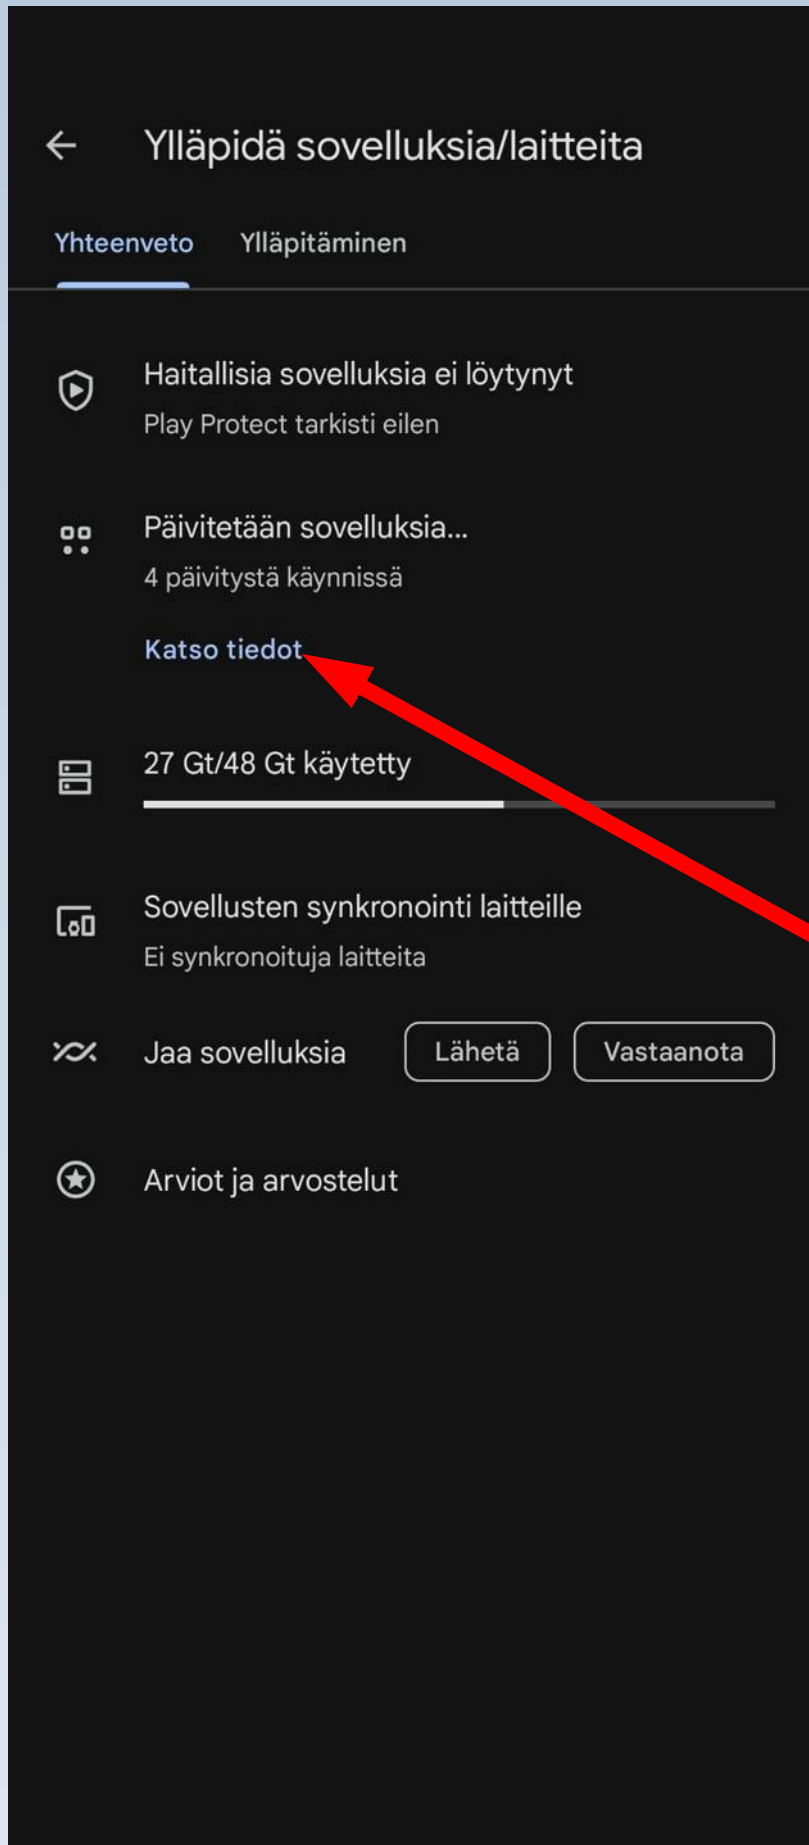 Ylläpidä sovelluksia/laitteita
Yhteenveto Ylläpitäminen
Haitallisia sovelluksia ei löytynyt
Play Protect tarkisti eilen
Päivitetään sovelluksia...
4 päivitystä käynnissä
Katso tiedot
27 Gt/48 Gt käytetty
Sovellusten synkronointi laitteille
Ei synkronoituja laitteita
Jaa sovelluksia Lähetä Vastaanota
Arviot ja arvostelut